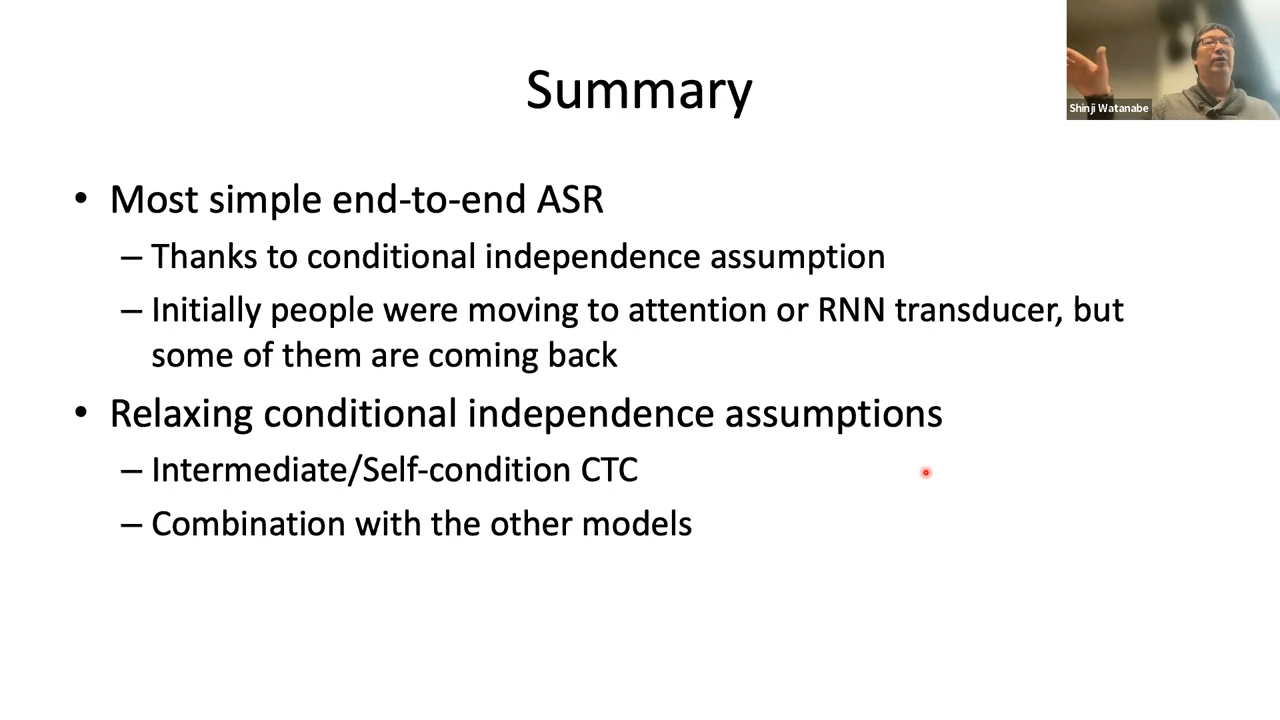 Summary
Shinji Watanabe
• Most simple end-to-end ASR
– Thanks to conditional independence assumption
– Initially people were moving to attention or RNN transducer, but
some of them are coming back
• Relaxing conditional independence assumptions
– Intermediate/Self-condition CTC
– Combination with the other models